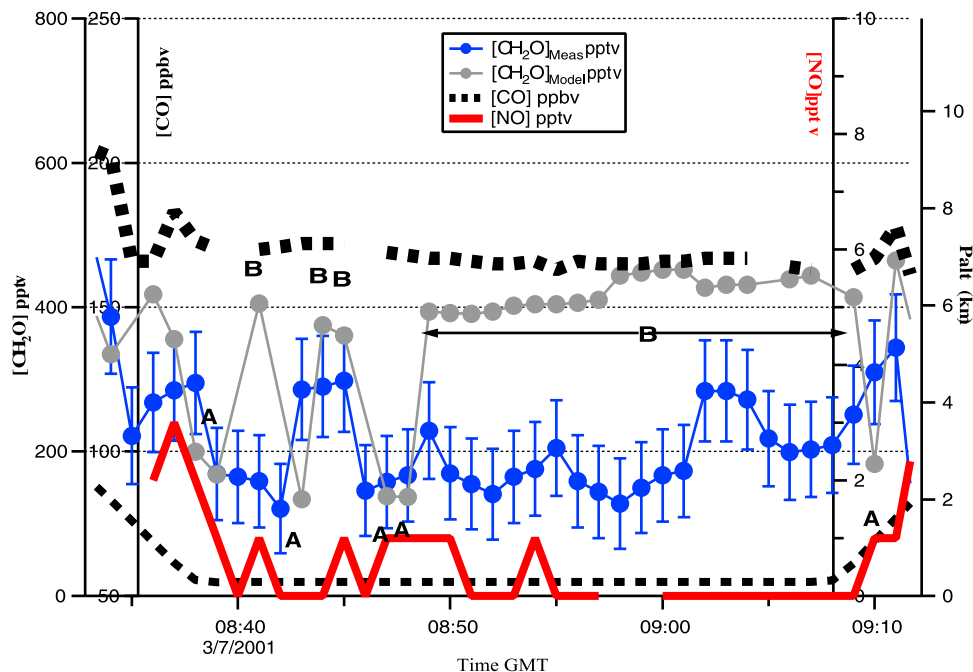 800
600
400
200
0
[CH₂O] pptv
250
200
150
100
50
[CO] ppbv
[CH₂O]Meas pptv
[CH₂O]Model pptv
[CO] ppbv
[NO] pptv
[NO]ppt v
10
8
6
4
2
0
10
8
6
4
2
0
Palt (km)
B
B
B
B
A
A
A
A
A
08:40
08:50
09:00
09:10
3/7/2001
Time GMT